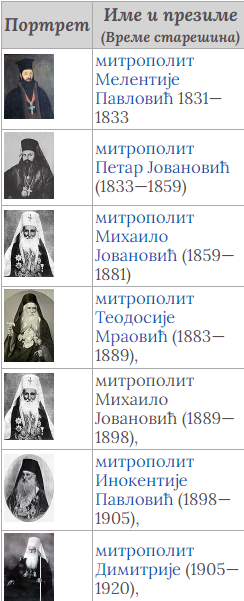 Портрет
Име и презиме
(Време старешина)
митрополит
Мелентије
Павловић 1831—
1833
митрополит
Петар Јовановић
(1833—1859)
митрополит
Михаило
Јовановић (1859—
1881)
митрополит
Теодосије
Мраовић (1883—
1889),
митрополит
Михаило
Јовановић (1889—
1898),
митрополит
Инокентије
Павловић (1898—
1905),
митрополит
Димитрије (1905—
1920),